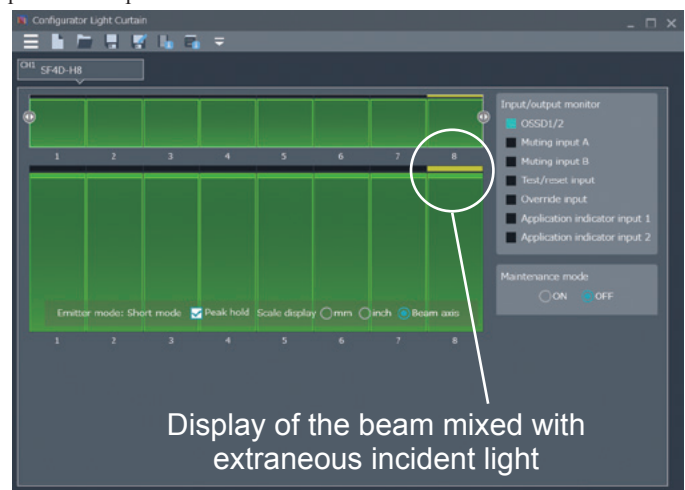 Configurator Light Curtain
CH1 SF4D-H8
1 2 3 4 5 6 7 8
Emitter mode: Short mode Peak hold Scale display mm inch Beam axis
1 2 3 4 5 6 7 8
Input/output monitor
OSSD1/2
Muting input A
Muting input B
Test/reset input
Override input
Application indicator input 1
Application indicator input 2
Maintenance mode
ON OFF
Display of the beam mixed with
extraneous incident light